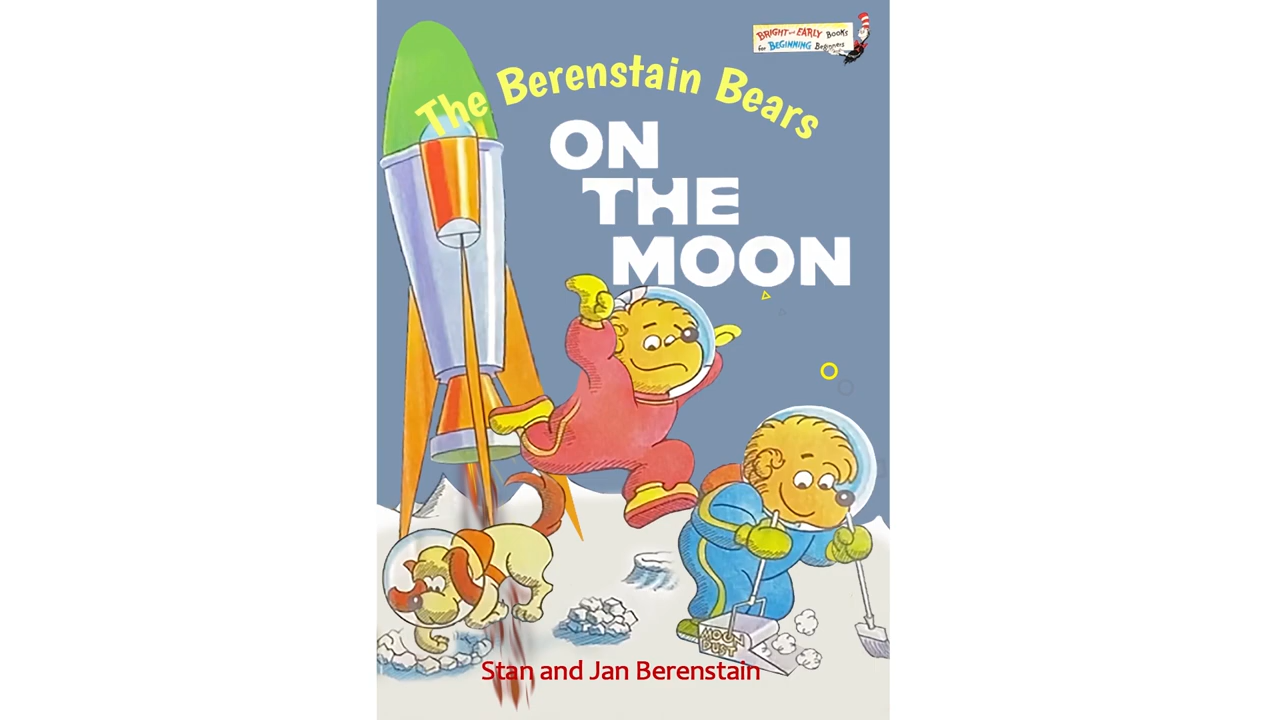 BRIGHT and EARLY BOOKS
for BEGINNING Beginners
The Berenstain Bears
ON
THE
MOON
MOON
DUST
Stan and Jan Berenstain